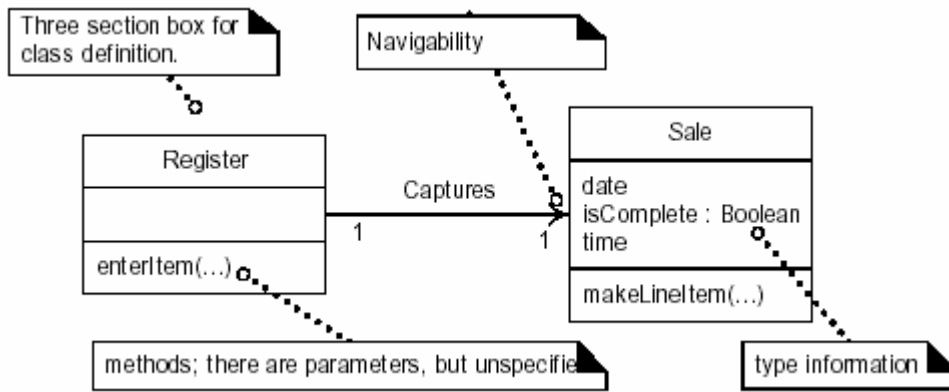 Three section box for
class definition.
Navigability
Register
enterItem(...)
Captures
1
1
Sale
date
isComplete : Boolean
time
makeLineItem(...)
methods; there are parameters, but unspecifie
type information